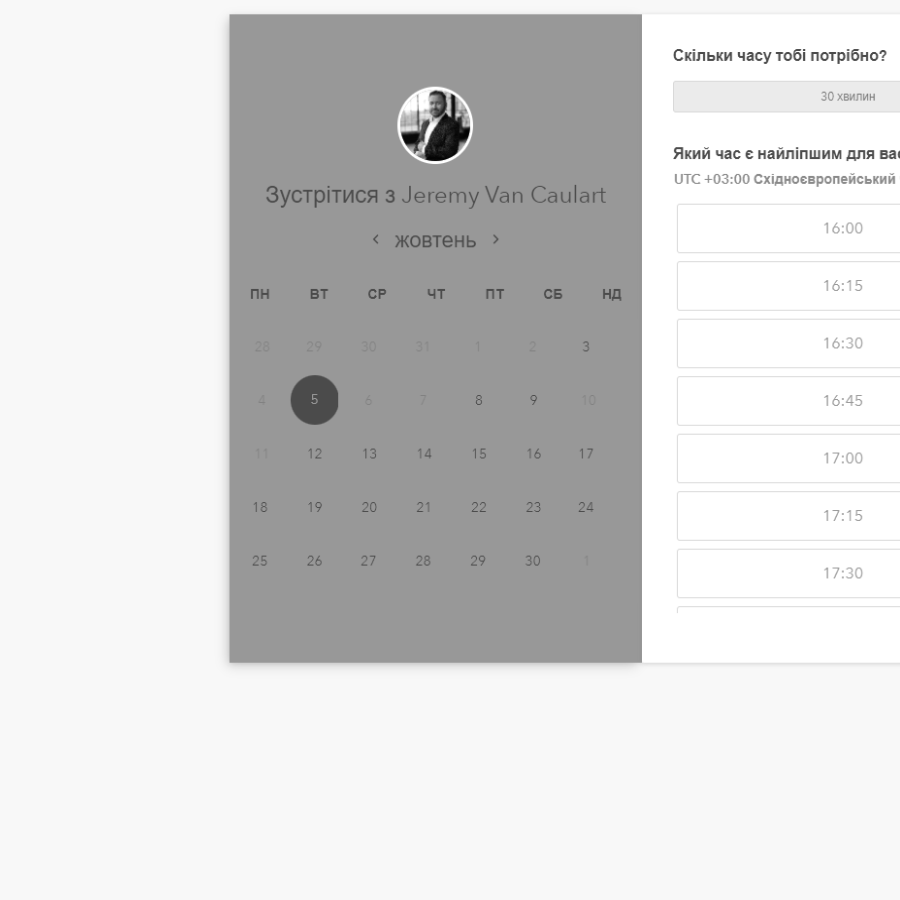 Зустрітися з Jeremy Van Caulart
жовтень
ПН ВТ СР ЧТ ПТ СБ НД
28 29 30 31 1 2 3
4 5 6 7 8 9 10
11 12 13 14 15 16 17
18 19 20 21 22 23 24
25 26 27 28 29 30 1
Скільки часу тобі потрібно?
30 хвилин
Який час є найліпшим для
UTC +03:00 Східноєвропейський
16:00
16:15
16:30
16:45
17:00
17:15
17:30